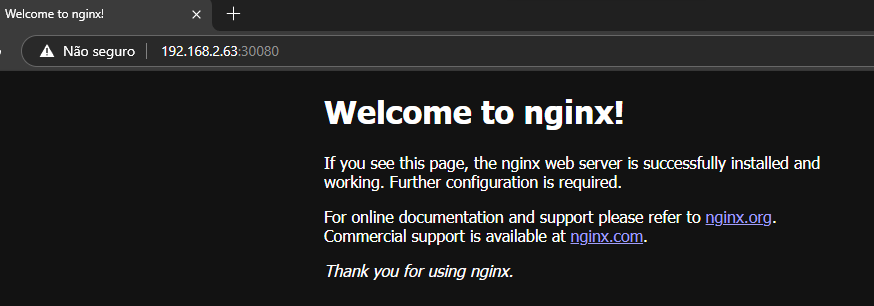 Welcome to nginx!
Não seguro 192.168.2.63:30080
Welcome to nginx!
If you see this page, the nginx web server is successfully installed and
working. Further configuration is required.
For online documentation and support please refer to nginx.org.
Commercial support is available at nginx.com.
Thank you for using nginx.